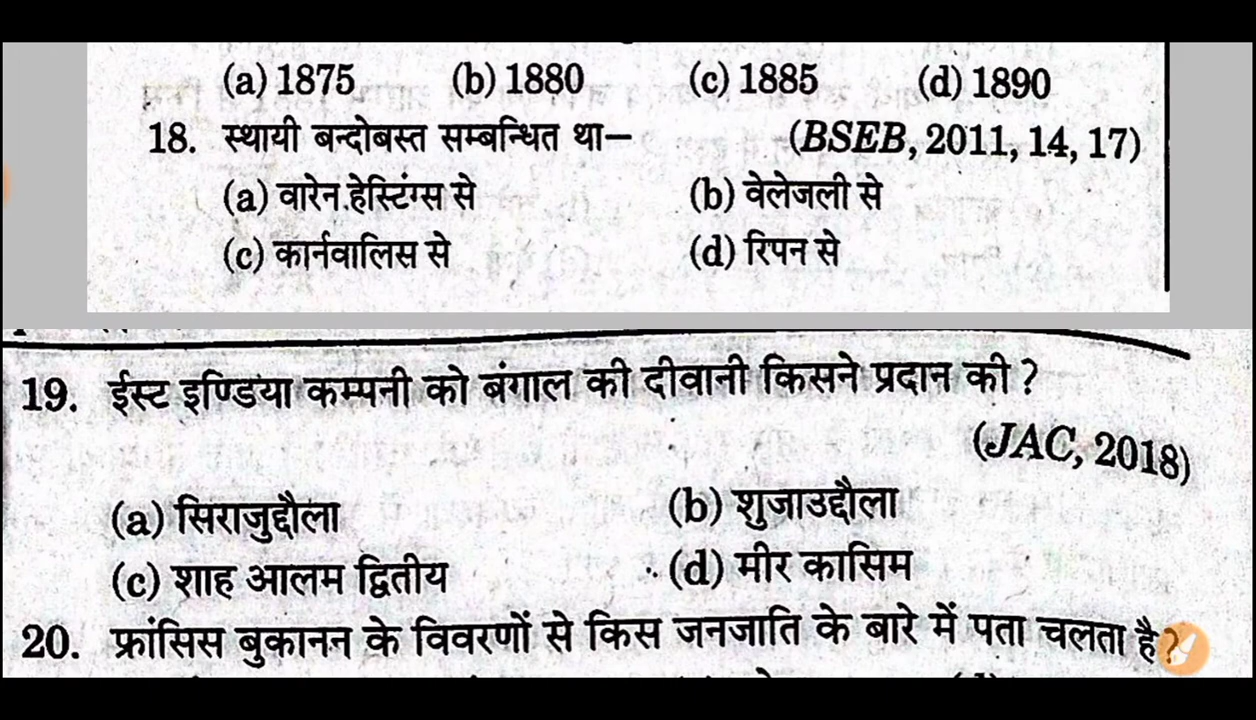 (a) 1875 (b) 1880 (c) 1885 (d) 1890
18. स्थायी बन्दोबस्त सम्बन्धित था– (BSEB, 2011, 14, 17)
(a) वारेन हेस्टिंग्स से (b) वेलेजली से
(c) कार्नवालिस से (d) रिपन से
19. ईस्ट इण्डिया कम्पनी को बंगाल की दीवानी किसने प्रदान की ?
(JAC, 2018)
(a) सिराजुद्दौला (b) शुजाउद्दौला
(c) शाह आलम द्वितीय (d) मीर कासिम
20. फ्रांसिस बुकानन के विवरणों से किस जनजाति के बारे में पता चलता है?